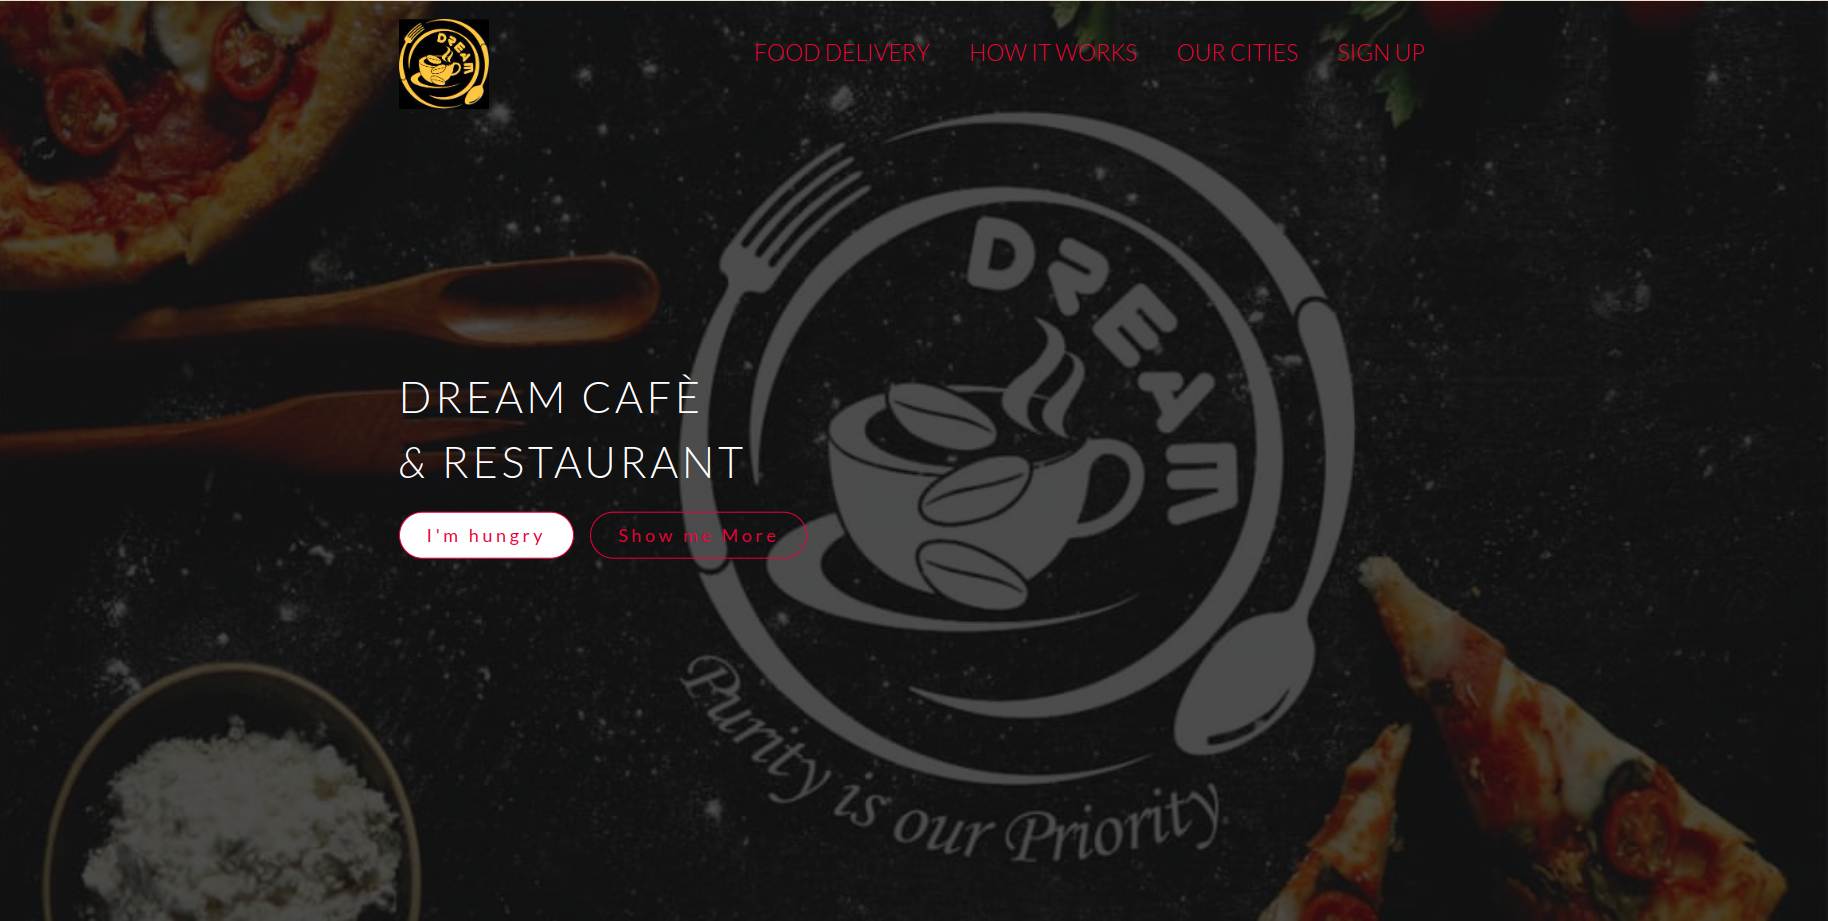 DREAM
FOOD DELIVERY
HOW IT WORKS
OUR CITIES
SIGN UP
DREAM
DREAM CAFÈ
& RESTAURANT
I'm hungry
Show me More
Purity is our Priority